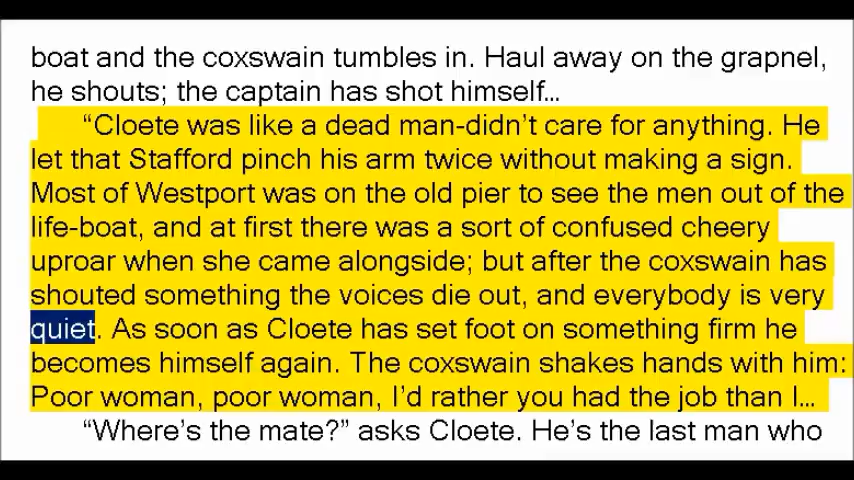 boat and the coxswain tumbles in. Haul away on the grapnel,
he shouts; the captain has shot himself...
“Cloete was like a dead man-didn’t care for anything. He
let that Stafford pinch his arm twice without making a sign.
Most of Westport was on the old pier to see the men out of the
life-boat, and at first there was a sort of confused cheery
uproar when she came alongside; but after the coxswain has
shouted something the voices die out, and everybody is very
quiet. As soon as Cloete has set foot on something firm he
becomes himself again. The coxswain shakes hands with him:
Poor woman, poor woman, I’d rather you had the job than I...
“Where’s the mate?” asks Cloete. He’s the last man who